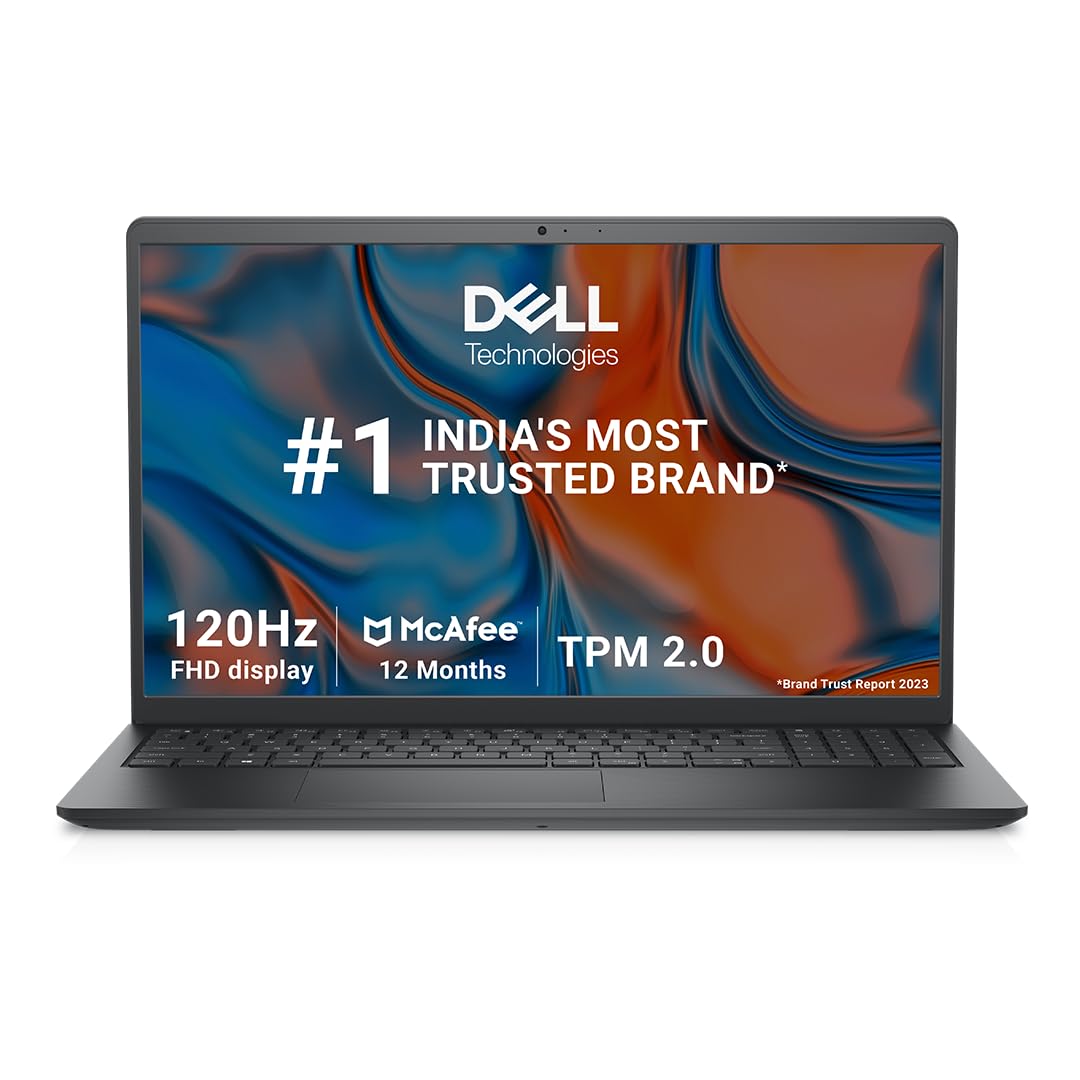 DELL
Technologies
#1 INDIA'S MOST
TRUSTED BRAND*
120Hz
FHD display
McAfee™
12 Months
TPM 2.0
*Brand Trust Report 2023